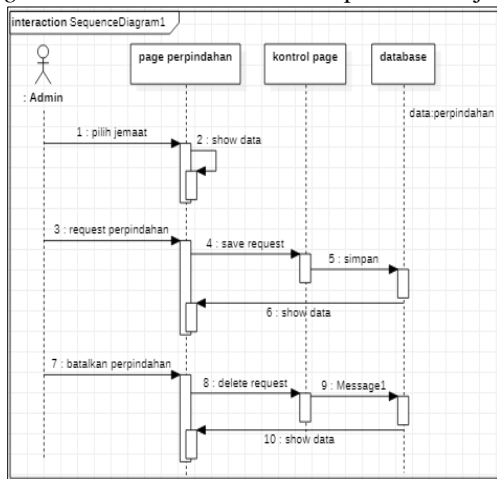 interaction SequenceDiagram1
page perpindahan
kontrol page
database
: Admin
data:perpindahan
1 : pilih jemaat
2 : show data
3 : request perpindahan
4 : save request
5 : simpan
6 : show data
7 : batalkan perpindahan
8 : delete request
9 : Message1
10 : show data